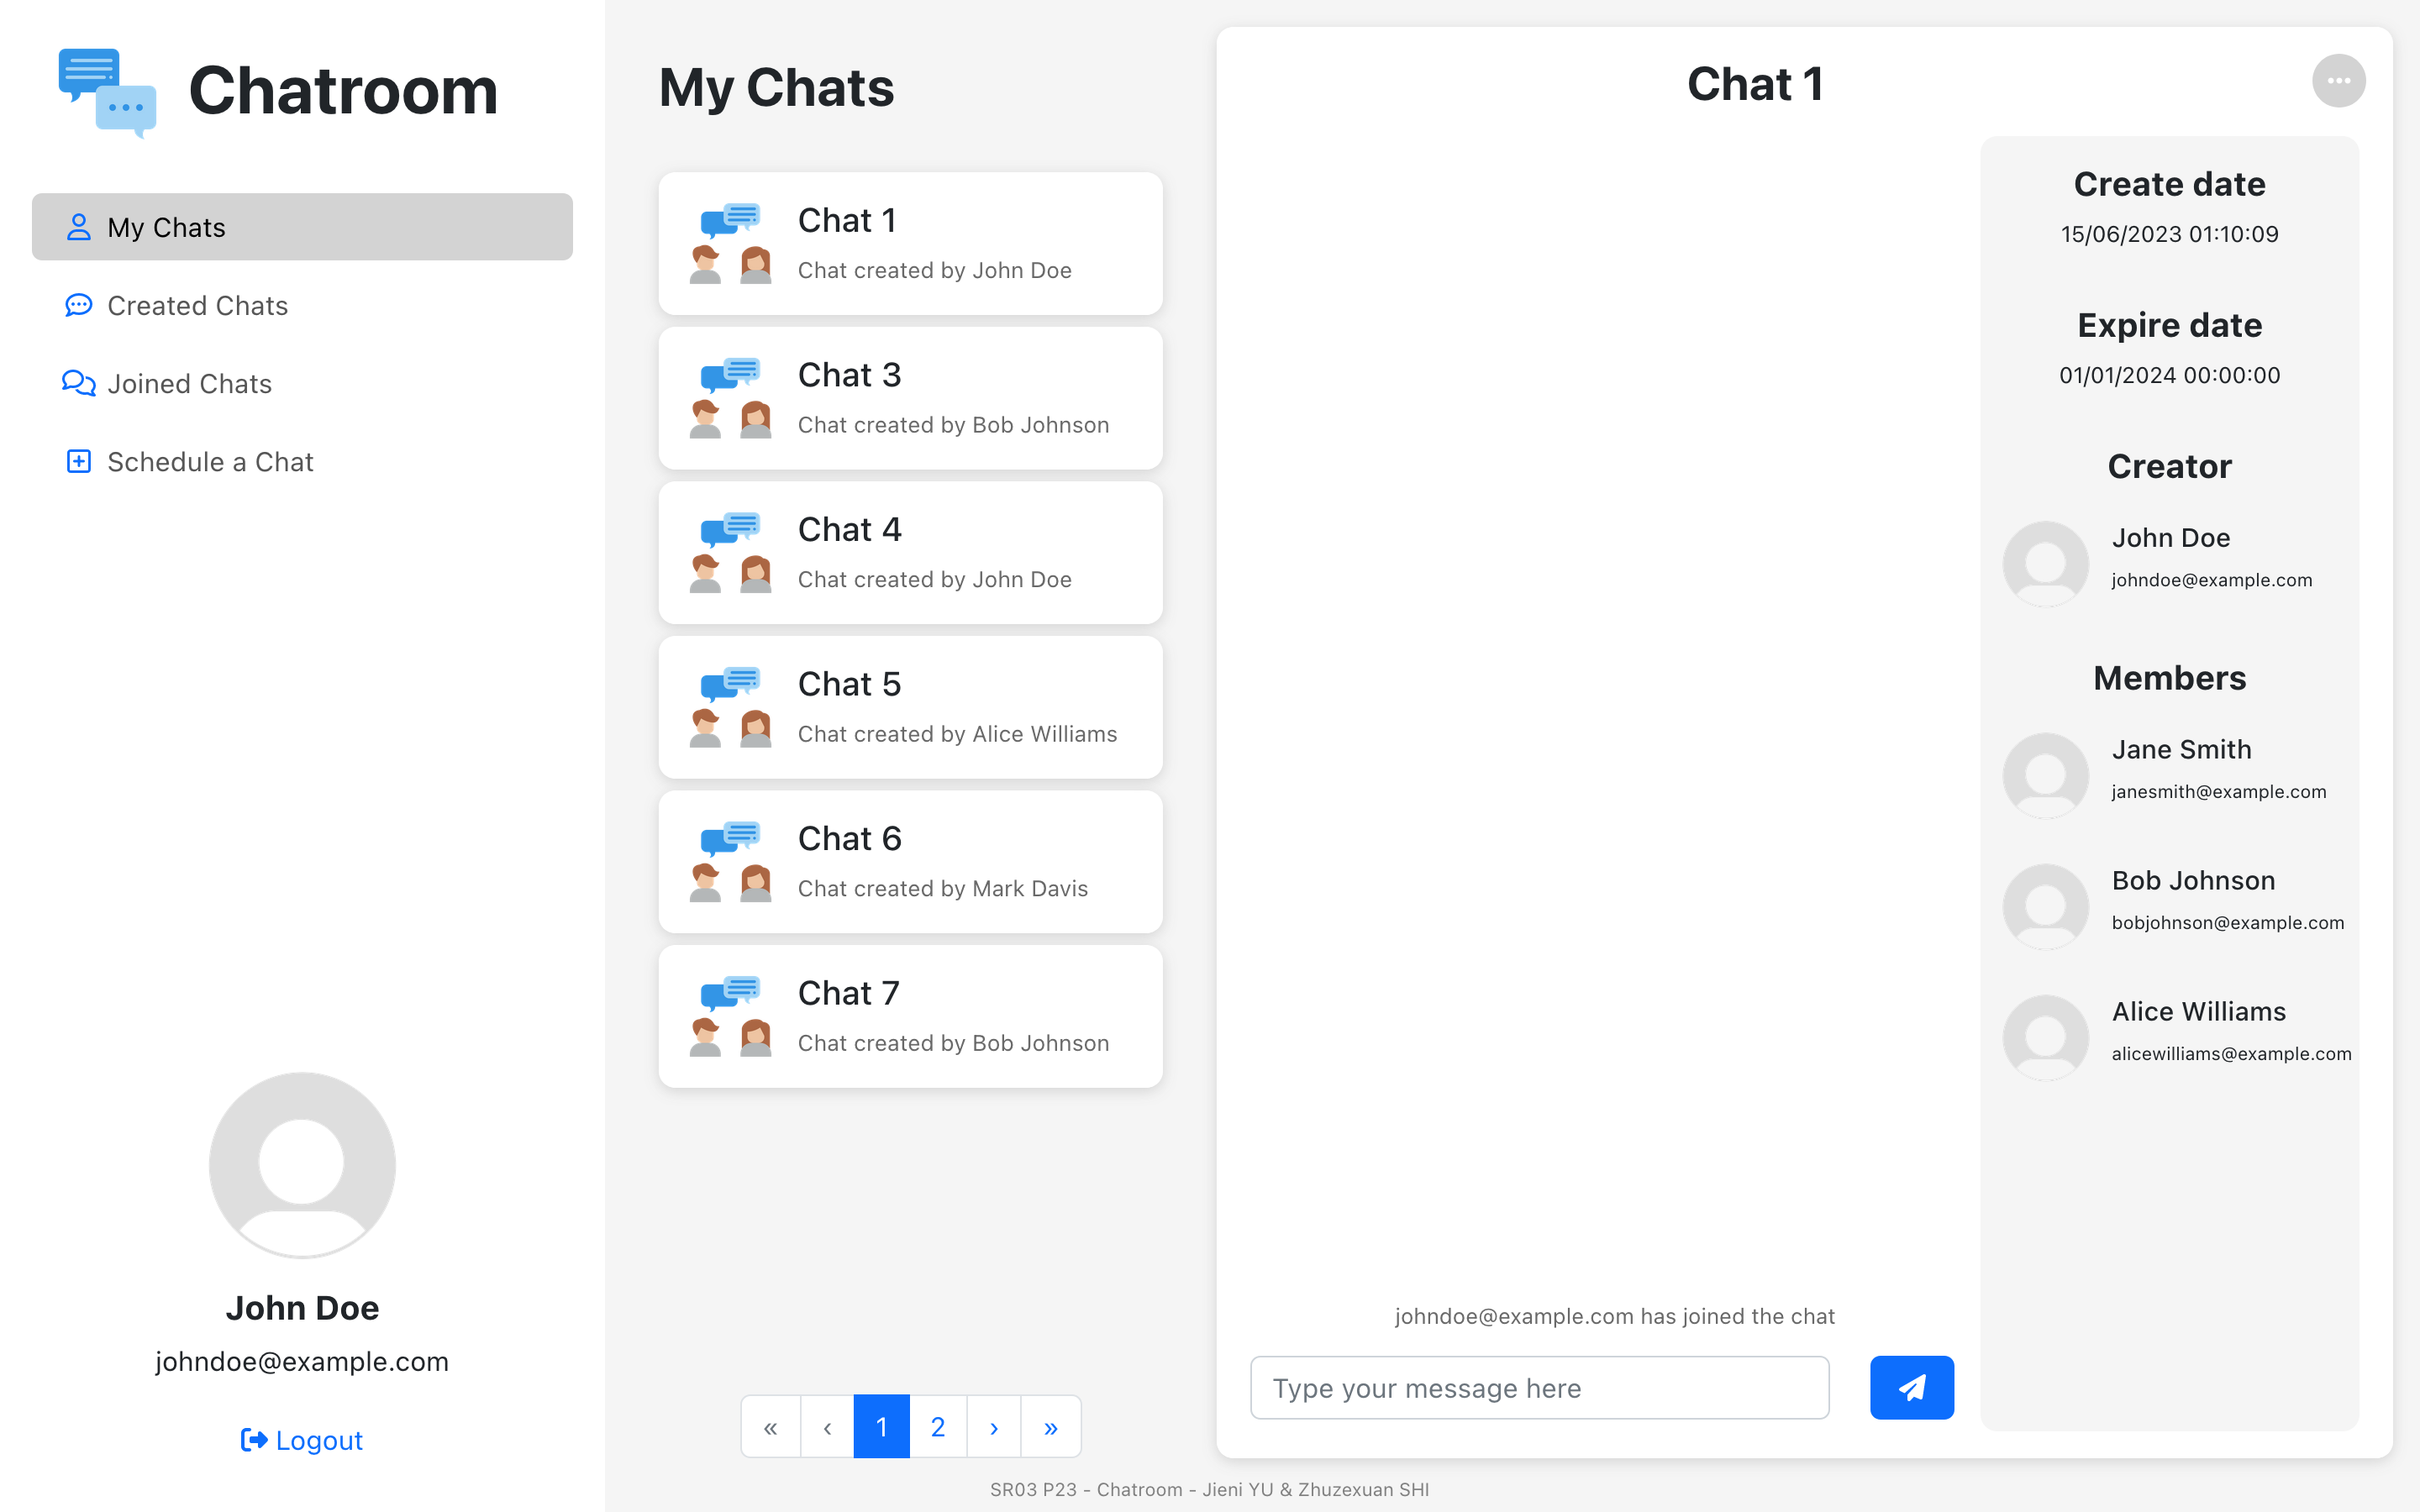 Chatroom
My Chats
Created Chats
Joined Chats
Schedule a Chat
John Doe
johndoe@example.com
Logout
My Chats
Chat 1
Chat created by John Doe
Chat 3
Chat created by Bob Johnson
Chat 4
Chat created by John Doe
Chat 5
Chat created by Alice Williams
Chat 6
Chat created by Mark Davis
Chat 7
Chat created by Bob Johnson
« ‹ 1 2 › »
Chat 1
johndoe@example.com has joined the chat
Type your message here
Create date
15/06/2023 01:10:09
Expire date
01/01/2024 00:00:00
Creator
John Doe
johndoe@example.com
Members
Jane Smith
janesmith@example.com
Bob Johnson
bobjohnson@example.com
Alice Williams
alicewilliams@example.com
SR03 P23 - Chatroom - Jieni YU & Zhuzexuan SHI